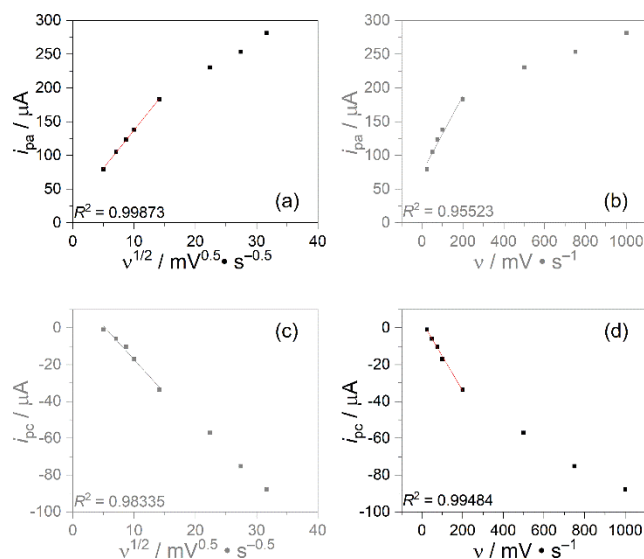 300
250
200
150
100
50
0
i_pa / μA
R² = 0.99873
(a)
0 10 20 30 40
ν^1/2 / mV^0.5 • s^−0.5
300
250
200
150
100
50
0
i_pa / μA
R² = 0.95523
(b)
0 200 400 600 800 1000
ν / mV • s^−1
0
-20
-40
-60
-80
-100
i_pc / μA
(c)
R² = 0.98335
0 10 20 30 40
ν^1/2 / mV^0.5 • s^−0.5
0
-20
-40
-60
-80
-100
i_pc / μA
(d)
R² = 0.99484
0 200 400 600 800 1000
ν / mV • s^−1